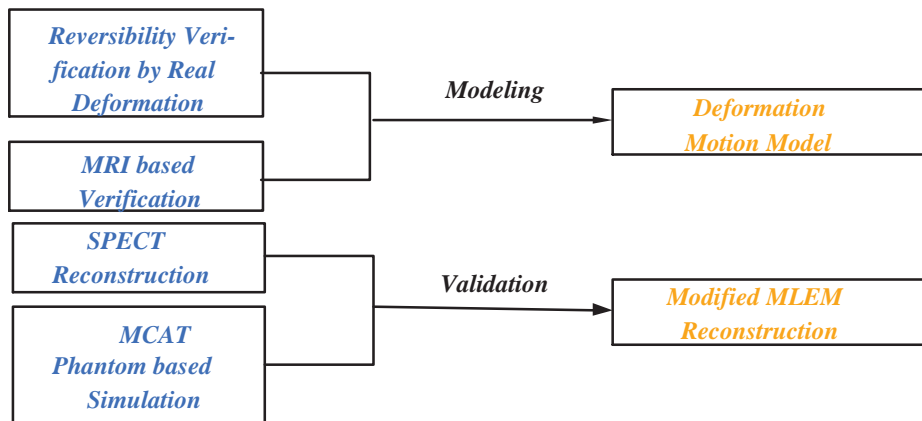 Reversibility Veri-
fication by Real
Deformation
Modeling
Deformation
Motion Model
MRI based
Verification
SPECT
Reconstruction
Validation
Modified MLEM
Reconstruction
MCAT
Phantom based
Simulation